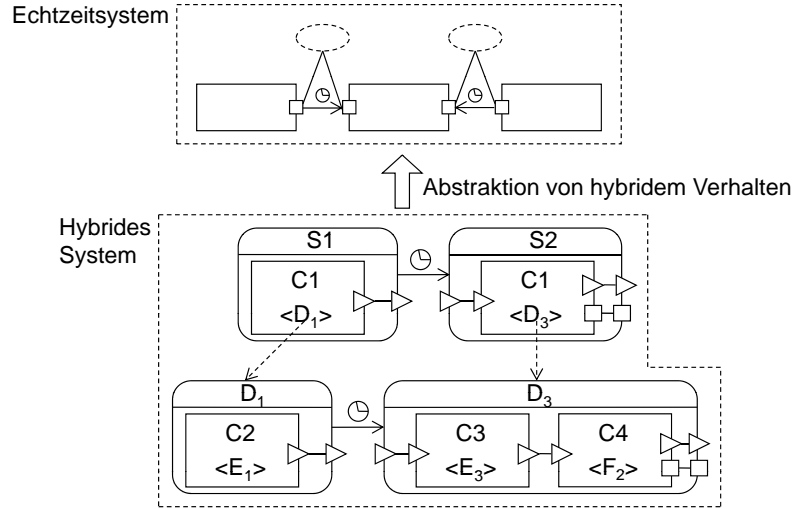 Echtzeitsystem
Abstraktion von hybridem Verhalten
Hybrides
System
S1
S2
C1
<D₁>
C1
<D₃>
D₁
D₃
C2
<E₁>
C3
<E₃>
C4
<F₂>